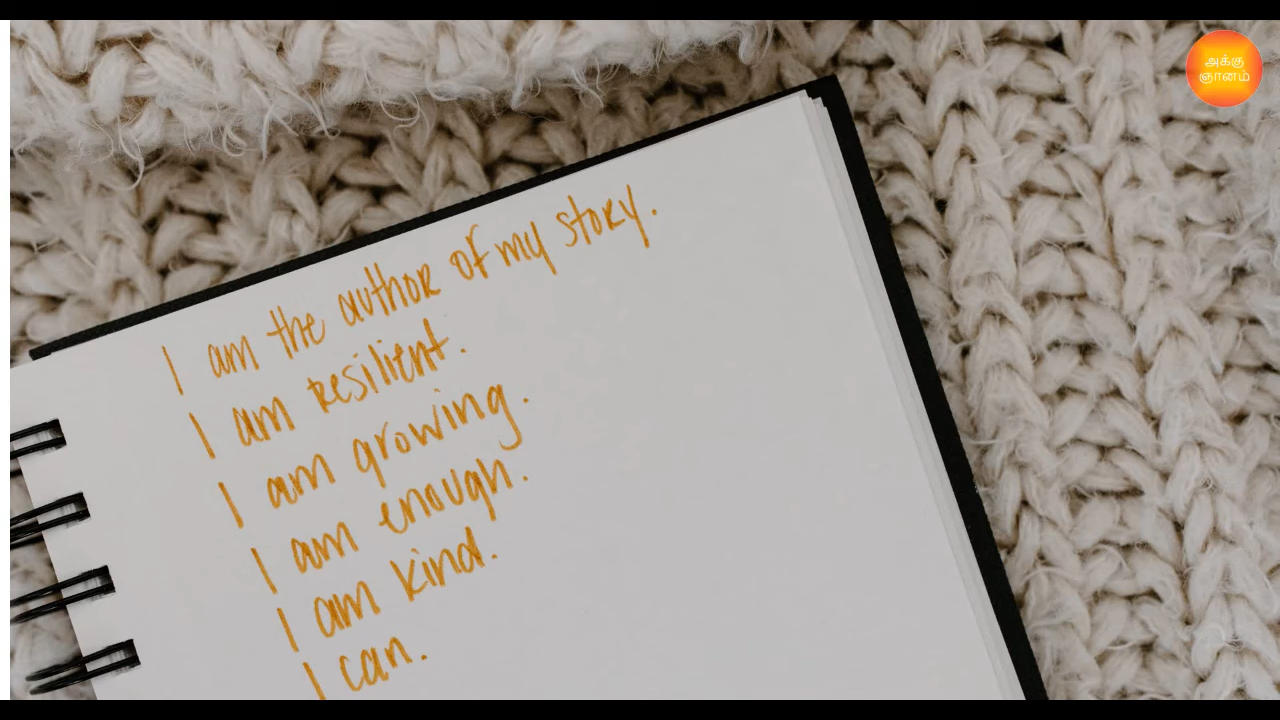 அக்கு
ஞானம்
I am the author of my story.
I am resilient.
I am growing.
I am enough.
I am kind.
I can.